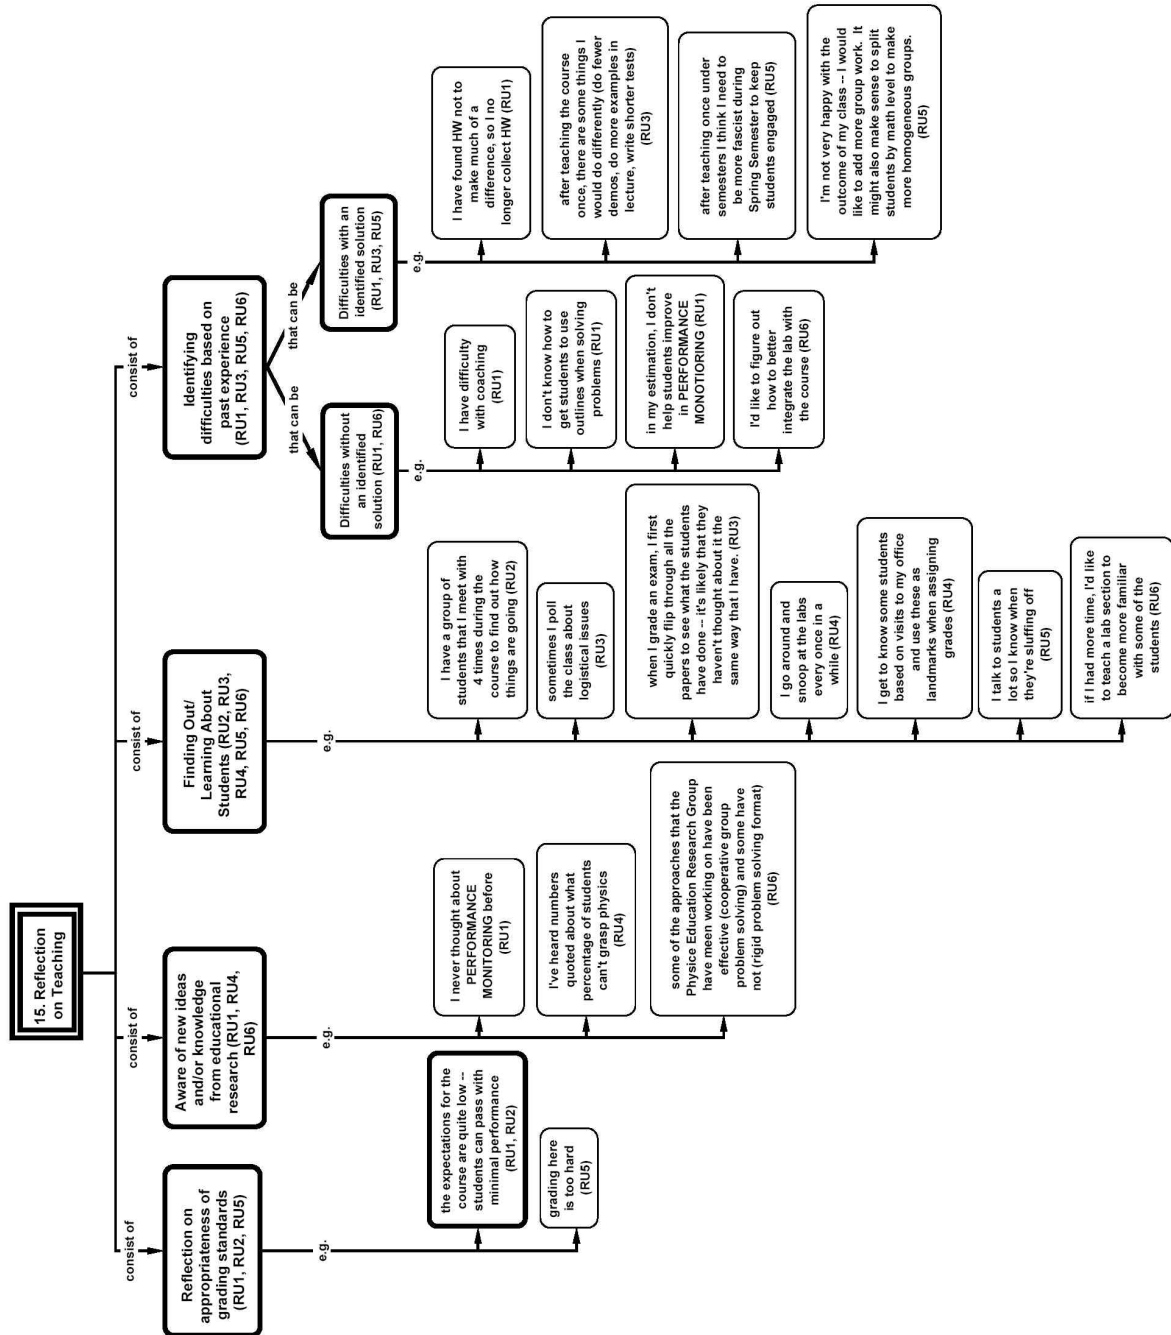 15. Reflection
on Teaching
consist of
consist of
consist of
consist of
Reflection on
appropriateness of
grading standards
(RU1, RU2, RU5)
e.g.
the expectations for the
course are quite low --
students can pass with
minimal performance
(RU1, RU2)
grading here
is too hard
(RU5)
Aware of new ideas
and/or knowledge
from educational
research (RU1, RU4,
RU6)
e.g.
I never thought about
PERFORMANCE
MONITORING before
(RU1)
I've heard numbers
quoted about what
percentage of students
can't grasp physics
(RU4)
some of the approaches that the
Physice Education Research Group
have meen working on have been
effective (cooperative group
problem solving) and some have
not (rigid problem solving format)
(RU6)
Finding Out/
Learning About
Students (RU2, RU3,
RU4, RU5, RU6)
e.g.
I have a group of
students that I meet with
4 times during the
course to find out how
things are going (RU2)
sometimes I poll
the class about
logistical issues
(RU3)
when I grade an exam, I first
quickly flip through all the
papers to see what the students
have done -- it's likely that they
haven't thought about it the
same way that I have. (RU3)
I go around and
snoop at the labs
every once in a
while (RU4)
I get to know some students
based on visits to my office
and use these as
landmarks when assigning
grades (RU4)
I talk to students a
lot so I know when
they're sluffing off
(RU5)
if I had more time, I'd like
to teach a lab section to
become more familiar
with some of the
students (RU6)
Identifying
difficulties based on
past experience
(RU1, RU3, RU5, RU6)
that can be
that can be
Difficulties without
an identified
solution (RU1, RU6)
e.g.
I have difficulty
with coaching
(RU1)
I don't know how to
get students to use
outlines when solving
problems (RU1)
in my estimation, I don't
help students improve
in PERFORMANCE
MONOTIORING (RU1)
I'd like to figure out
how to better
integrate the lab with
the course (RU6)
Difficulties with an
identified solution
(RU1, RU3, RU5)
e.g.
I have found HW not to
make much of a
difference, so I no
longer collect HW (RU1)
after teaching the course
once, there are some things I
would do differently (do fewer
demos, do more examples in
lecture, write shorter tests)
(RU3)
after teaching once under
semesters I think I need to
be more fascist during
Spring Semester to keep
students engaged (RU5)
I'm not very happy with the
outcome of my class -- I would
like to add more group work. It
might also make sense to split
students by math level to make
more homogeneous groups.
(RU5)